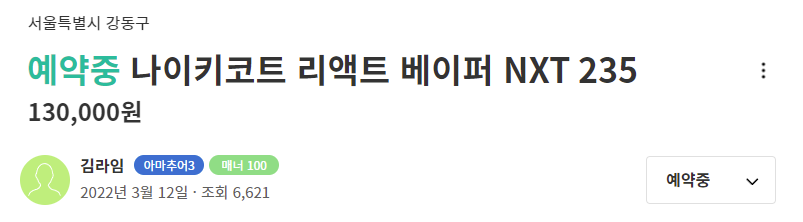 서울특별시 강동구
예약중 나이키코트 리액트 베이퍼 NXT 235
130,000원
김라임 아마추어3 매너 100
2022년 3월 12일 · 조회 6,621
예약중